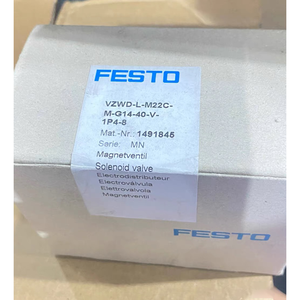 FESTO
VZWD-L-M22C-
M-G14-40-V-
1P4-8
Mat.-Nr.: 1491845
Serie: MN
Magnetventil
Solenoid valve
Electrodistributeur
Electroválvula
Elettrovalvola
Magnetventil
FESTO